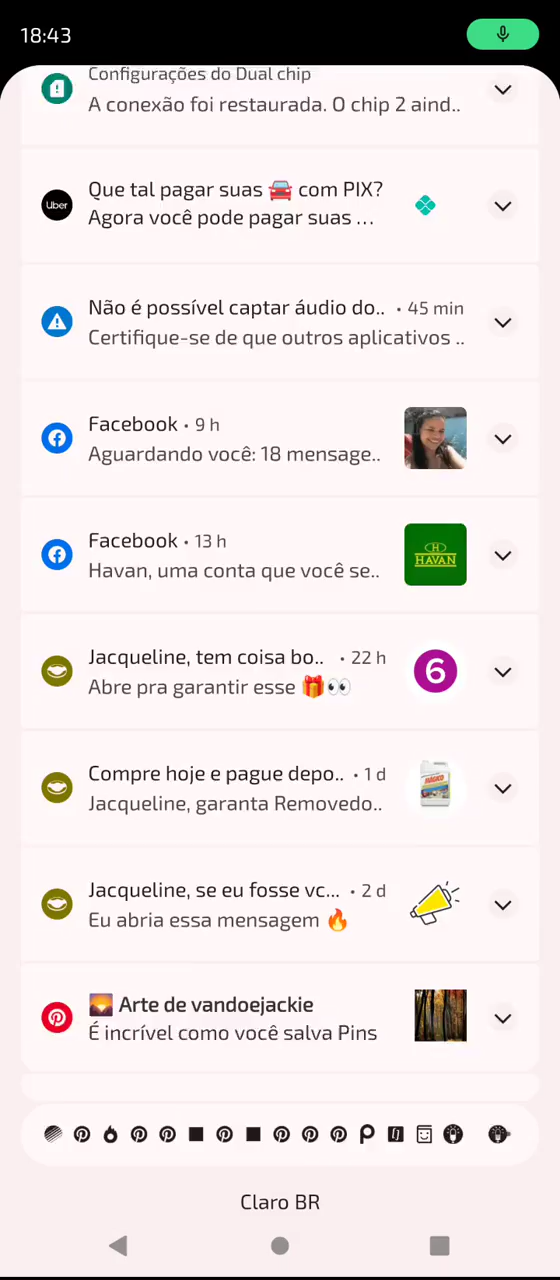 18:43
Configurações do Dual chip
A conexão foi restaurada. O chip 2 aind..
Uber
Que tal pagar suas 🚘 com PIX?
Agora você pode pagar suas ...
Não é possível captar áudio do.. • 45 min
Certifique-se de que outros aplicativos ..
Facebook • 9 h
Aguardando você: 18 mensage..
Facebook • 13 h
Havan, uma conta que você se..
H
HAVAN
Jacqueline, tem coisa bo.. • 22 h
Abre pra garantir esse 🎁👀
6
Compre hoje e pague depo.. • 1 d
Jacqueline, garanta Removedo..
Jacqueline, se eu fosse vc... • 2 d
Eu abria essa mensagem 🔥
🌄 Arte de vandoejackie
É incrível como você salva Pins
Claro BR